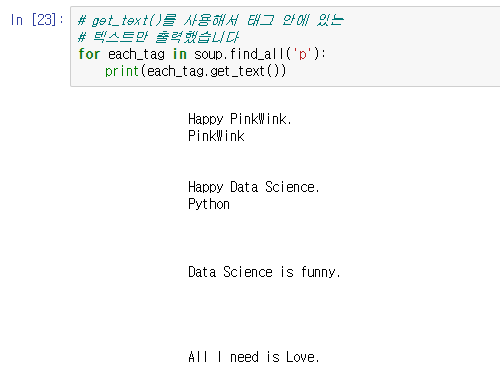 In [23]:
# get_text()를 사용해서 태그 안에 있는
# 텍스트만 출력했습니다
for each_tag in soup.find_all('p'):
    print(each_tag.get_text())
Happy PinkWink.
PinkWink
Happy Data Science.
Python
Data Science is funny.
All I need is Love.